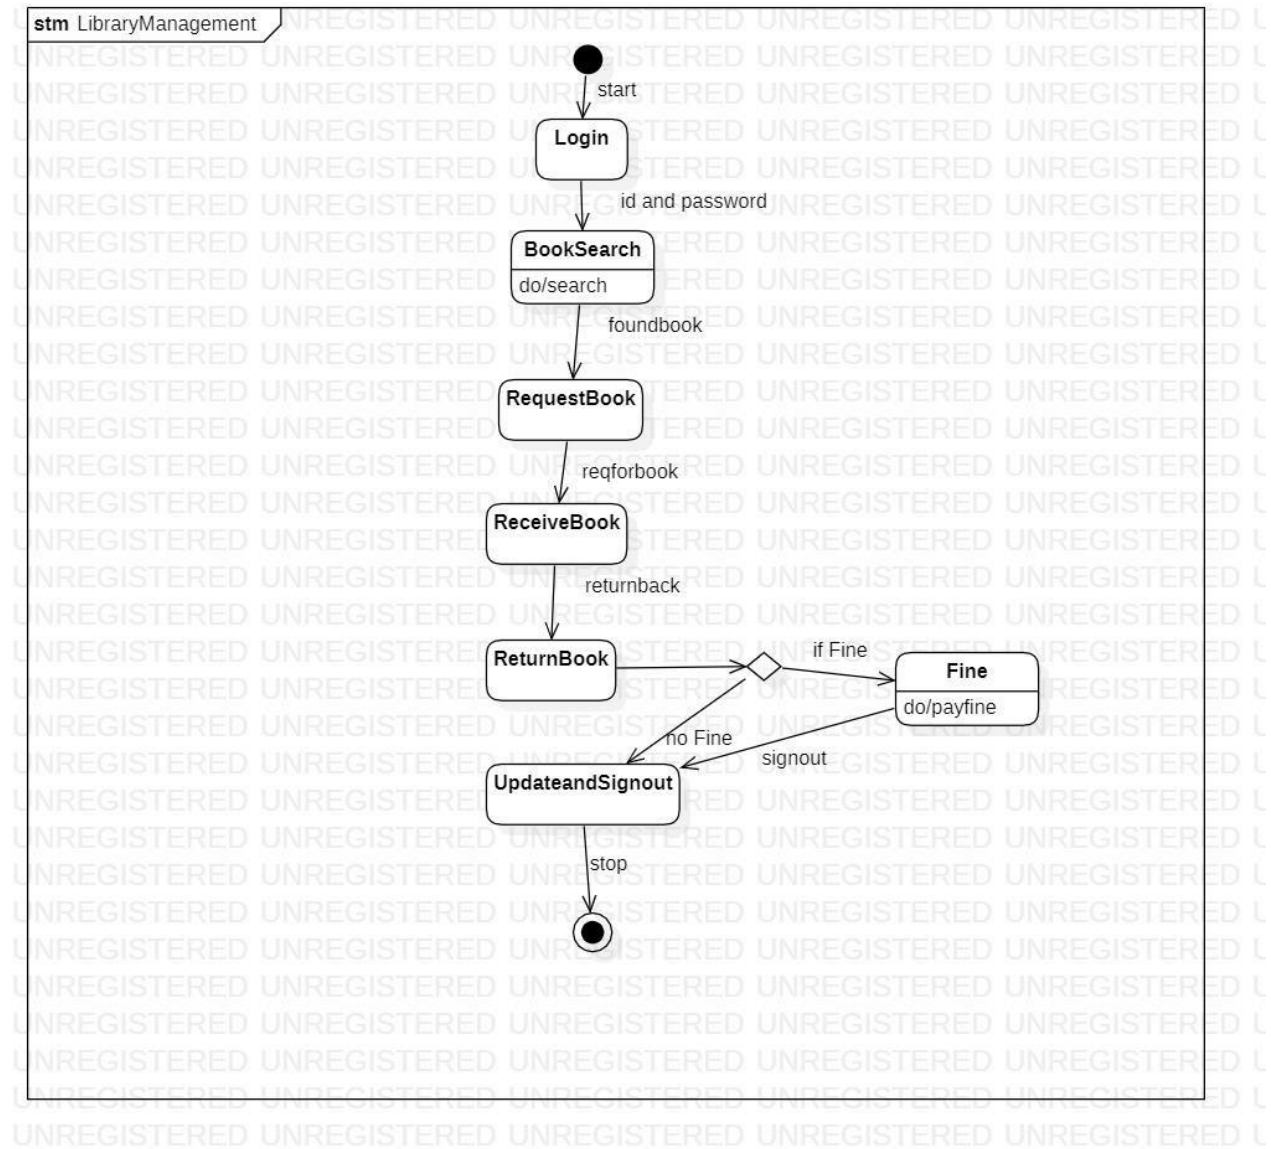 stm LibraryManagement
start
Login
id and password
BookSearch
do/search
foundbook
RequestBook
reqforbook
ReceiveBook
returnback
ReturnBook
if Fine
Fine
do/payfine
no Fine
signout
UpdateandSignout
stop
UNREGISTERED